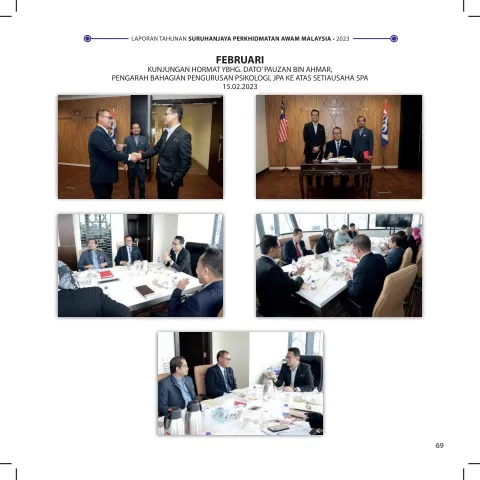 LAPORAN TAHUNAN SURUHANJAYA PERKHIDMATAN AWAM MALAYSIA • 2023
FEBRUARI
KUNJUNGAN HORMAT YBHG. DATO' PAUZAN BIN AHMAR,
PENGARAH BAHAGIAN PENGURUSAN PSIKOLOGI, JPA KE ATAS SETIAUSAHA SPA
15.02.2023
69